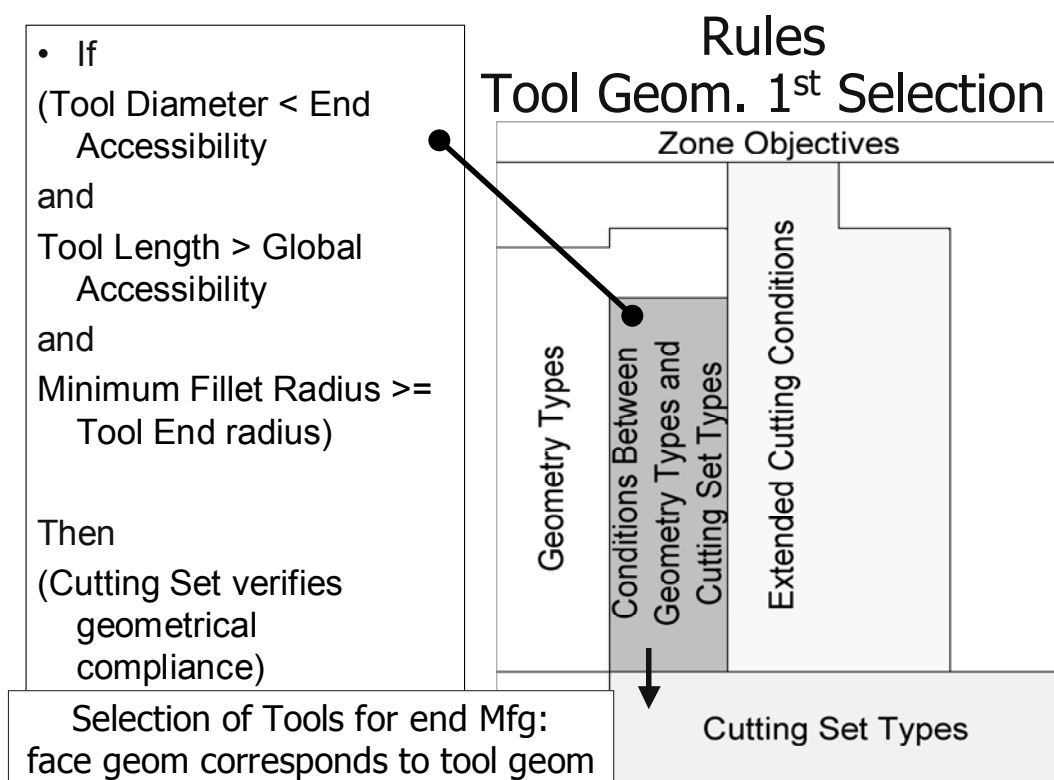 Rules
Tool Geom. 1st Selection
• If
(Tool Diameter < End
Accessibility
and
Tool Length > Global
Accessibility
and
Minimum Fillet Radius >=
Tool End radius)
Then
(Cutting Set verifies
geometrical
compliance)
Selection of Tools for end Mfg:
face geom corresponds to tool geom
Zone Objectives
Geometry Types
Conditions Between
Geometry Types and
Cutting Set Types
Extended Cutting Conditions
Cutting Set Types